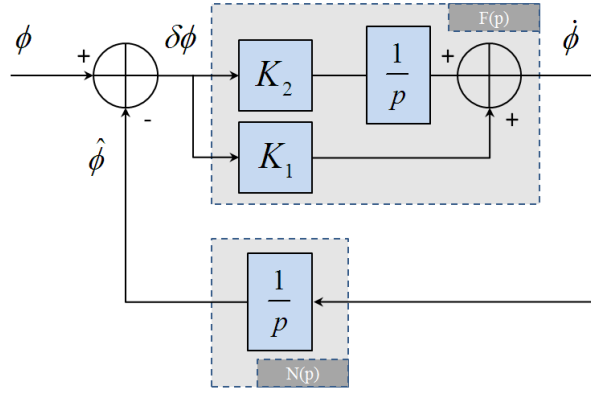 F(p)
ϕ
+
δϕ
K₂
1/p
+
ϕ̇
-
+
ϕ̂
K₁
1/p
N(p)